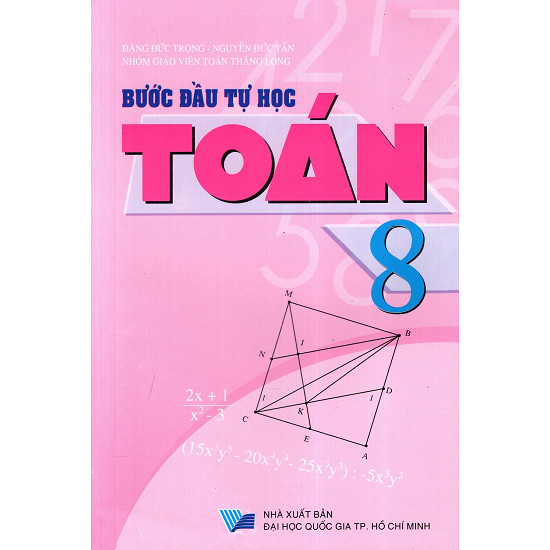 ĐẶNG ĐỨC TRỌNG - NGUYỄN ĐỨC TẤN
NHÓM GIÁO VIÊN TOÁN THĂNG LONG
BƯỚC ĐẦU TỰ HỌC
TOÁN
8
M
B
N
I
D
I
K
C
I'
E
A
2x + 1
x² - 3
(15x³y⁵ - 20x⁴y⁴ - 25x⁵y³) : -5x³y²
NHÀ XUẤT BẢN
ĐẠI HỌC QUỐC GIA TP. HỒ CHÍ MINH